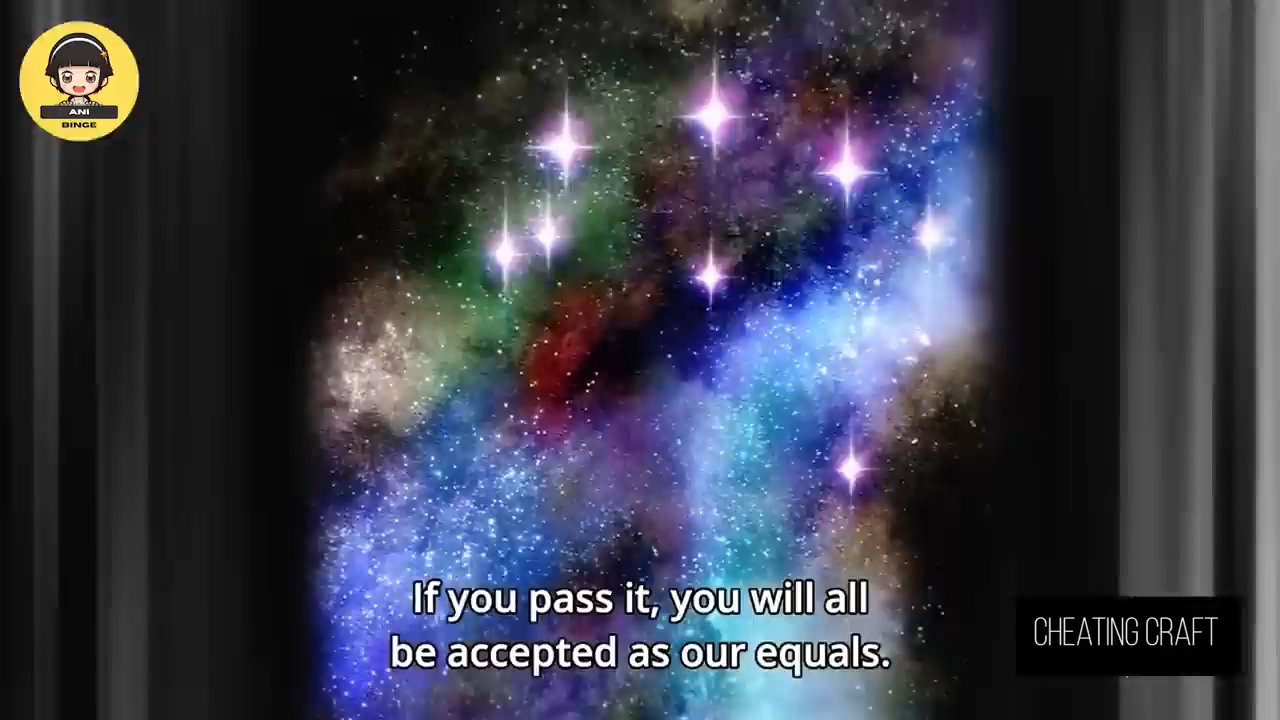 ANI
BINGE
If you pass it, you will all
be accepted as our equals.
CHEATING CRAFT